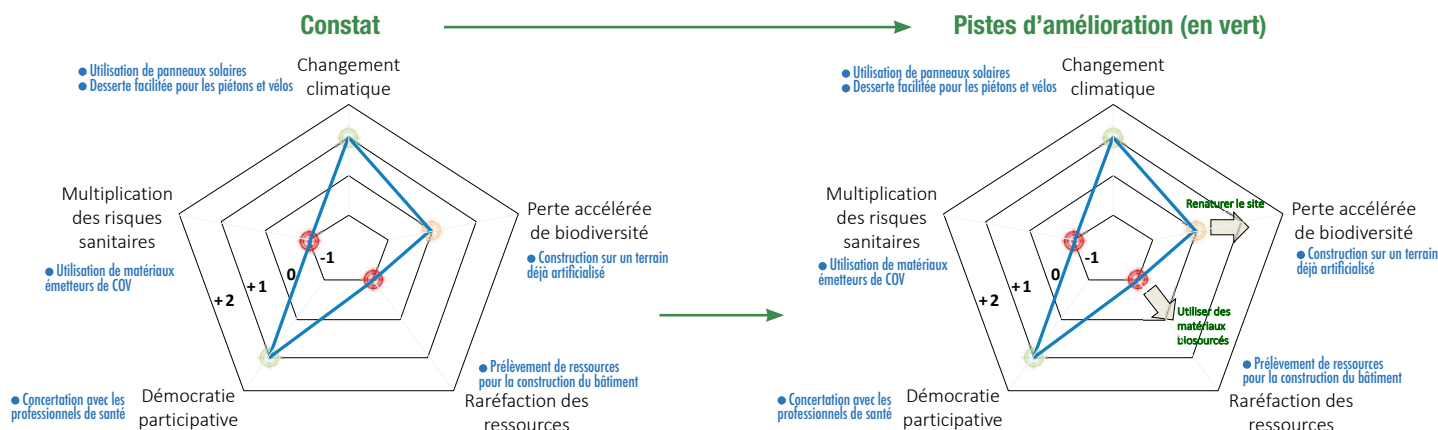 Constat
Pistes d’amélioration (en vert)
● Utilisation de panneaux solaires
● Desserte facilitée pour les piétons et vélos
Changement
climatique
Multiplication
des risques
sanitaires
● Utilisation de matériaux
émetteurs de COV
Perte accélérée
de biodiversité
● Construction sur un terrain
déjà artificialisé
-1
0
+1
+2
● Prélèvement de ressources
pour la construction du bâtiment
Raréfaction des
ressources
Démocratie
participative
● Concertation avec les
professionnels de santé
● Utilisation de panneaux solaires
● Desserte facilitée pour les piétons et vélos
Changement
climatique
Multiplication
des risques
sanitaires
● Utilisation de matériaux
émetteurs de COV
Renaturer le site
Perte accélérée
de biodiversité
● Construction sur un terrain
déjà artificialisé
-1
0
+1
+2
Utiliser des
matériaux
biosourcés
● Prélèvement de ressources
pour la construction du bâtiment
Raréfaction des
ressources
Démocratie
participative
● Concertation avec les
professionnels de santé